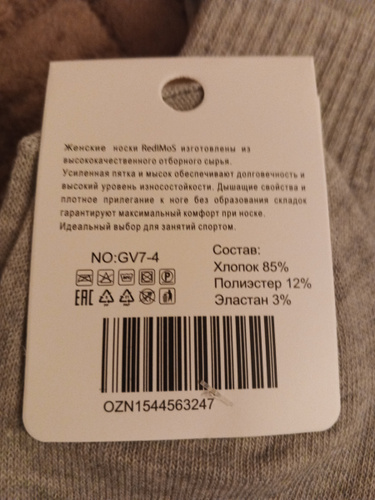 Женские носки RedIMoS изготовлены из
высококачественного отборного сырья.
Усиленная пятка и мысок обеспечивают долговечность и
высокий уровень износостойкости. Дышащие свойства и
плотное прилегание к ноге без образования складок
гарантируют максимальный комфорт при носке.
Идеальный выбор для занятий спортом.
NO:GV7-4
Состав:
Хлопок 85%
Полиэстер 12%
Эластан 3%
P
EAC
OZN1544563247